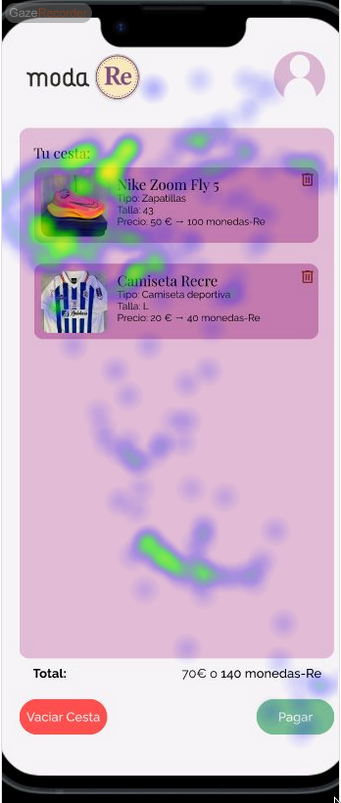 GazeRecorder
moda Re
Tu cesta:
Nike Zoom Fly 5
Tipo: Zapatillas
Talla: 43
Precio: 50 € → 100 monedas-Re
Camiseta Recre
Tipo: Camiseta deportiva
Talla: L
Precio: 20 € → 40 monedas-Re
Total: 70€ o 140 monedas-Re
Vaciar Cesta
Pagar